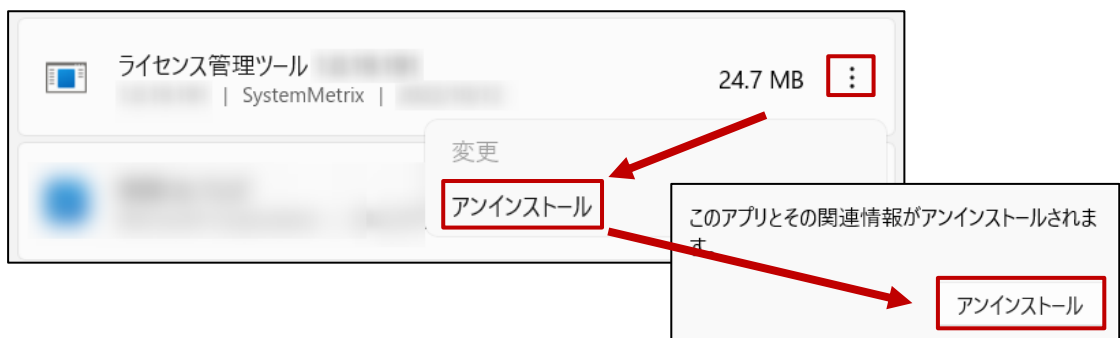 ライセンス管理ツール
| SystemMetrix |
24.7 MB
変更
アンインストール
このアプリとその関連情報がアンインストールされま
す。
アンインストール